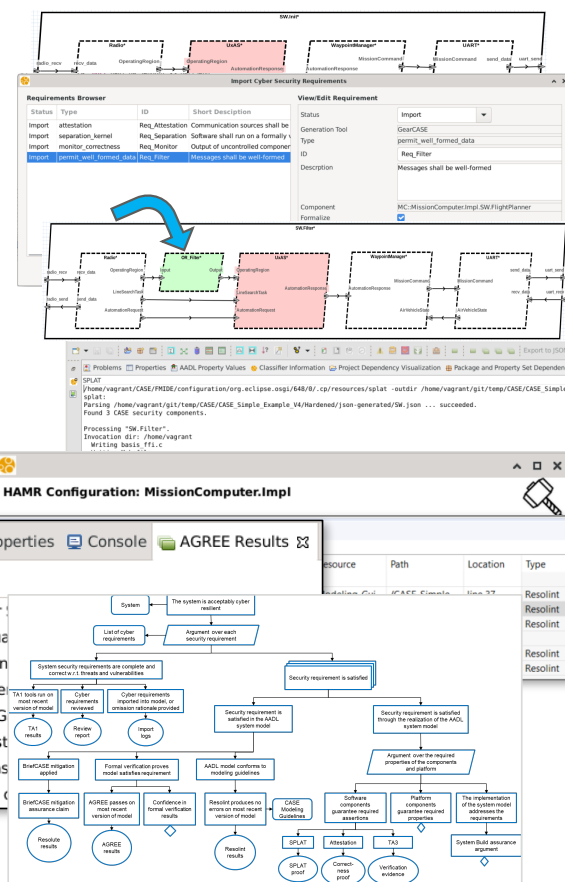 SW.Impl*
Radio*
UxAS*
WaypointManager*
UART*
radio_recv recv_data
OperatingRegion
OperatingRegion
AutomationResponse
AutomationResponse
MissionCommand
MissionCommand
send_data uart_send
Import Cyber Security Requirements
Requirements Browser
View/Edit Requirement
Status Type ID Short Desciption
Import attestation Req_Attestation Communication sources shall be
Import separation_kernel Req_Separation Software shall run on a formally v
Import monitor_correctness Req_Monitor Output of uncontrolled componer
Import permit_well_formed_data Req_Filter Messages shall be well-formed
Status Import
Generation Tool GearCASE
Type permit_well_formed_data
ID Req_Filter
Descrption Messages shall be well-formed
Component MC::MissionComputer.Impl.SW.FlightPlanner
Formalize
SW.Filter*
Radio*
OR_Filter*
UxAS*
WaypointManager*
UART*
radio_recv recv_data OperatingRegion Input Output OperatingRegion
send_data uart_send
LineSearchTask LineSearchTask AutomationResponse AutomationResponse MissionCommand MissionCommand
recv_data uart_recv
radio_send send_data
AutomationRequest AutomationRequest AirVehicleState AirVehicleState
Export to JSON
Problems Properties AADL Property Values Classifier Information Project Dependency Visualization Package and Property Set Dependen
SPLAT
/home/vagrant/CASE/FMIDE/configuration/org.eclipse.osgi/648/0/.cp/resources/splat -outdir /home/vagrant/git/temp/CASE/CASE_Simple
splat:
Parsing /home/vagrant/git/temp/CASE/CASE_Simple_Example_V4/Hardened/json-generated/SW.json ... succeeded.
Found 3 CASE security components.
Processing "SW.Filter".
Invocation dir: /home/vagrant
Writing basis_ffi.c
HAMR Configuration: MissionComputer.Impl
operties Console AGREE Results
esource Path Location Type
line 37 Resolint
Resolint
Resolint
Resolint
Resolint
System
The system is acceptably cyber resilient
List of cyber requirements
Argument over each security requirement
System security requirements are complete and correct w.r.t. threats and vulnerabilities
Security requirement is satisfied
TA1 tools run on most recent version of model
Cyber requirements reviewed
Cyber requirements imported into model, or omission rationale provided
TA1 results
Review report
Import logs
Security requirement is satisfied in the AADL system model
Security requirement is satisfied through the realization of the AADL system model
BriefCASE mitigation applied
Formal verification proves model satisfies requirement
AADL model conforms to modeling guidelines
Argument over the required properties of the components and platform
BriefCASE mitigation assurance claim
AGREE passes on most recent version of model
Confidence in formal verification results
Resolint produces no errors on most recent version of model
CASE Modeling Guidelines
Software components guarantee required assertions
Platform components guarantee required properties
The implementation of the system model addresses the requirements
Resolute results
AGREE results
Resolint results
SPLAT
Attestation
TA3
System Build assurance argument
SPLAT proof
Correct-ness proof
Verification evidence